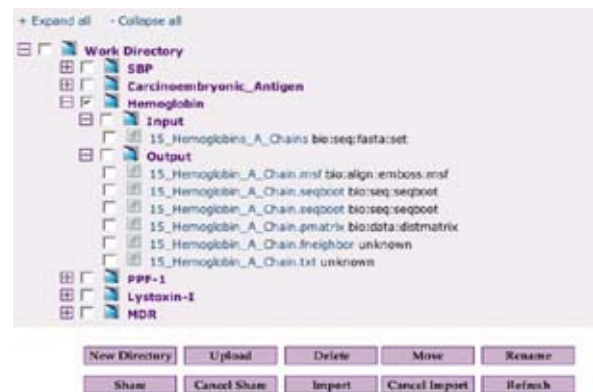 + Expand all - Collapse all
Work Directory
SBP
Carcinoembryonic_Antigen
Hemoglobin
Input
15_Hemoglobins_A_Chains bio:seq:fasta:set
Output
15_Hemoglobin_A_Chain.msf bio:align:emboss:msf
15_Hemoglobin_A_Chain.seqboot bio:seq:seqboot
15_Hemoglobin_A_Chain.seqboot bio:seq:seqboot
15_Hemoglobin_A_Chain.pmatrix bio:data:distmatrix
15_Hemoglobin_A_Chain.fneighbor unknown
15_Hemoglobin_A_Chain.txt unknown
PPF-1
Lystoxin-I
MDR
New Directory Upload Delete Move Rename
Share Cancel Share Import Cancel Import Refresh